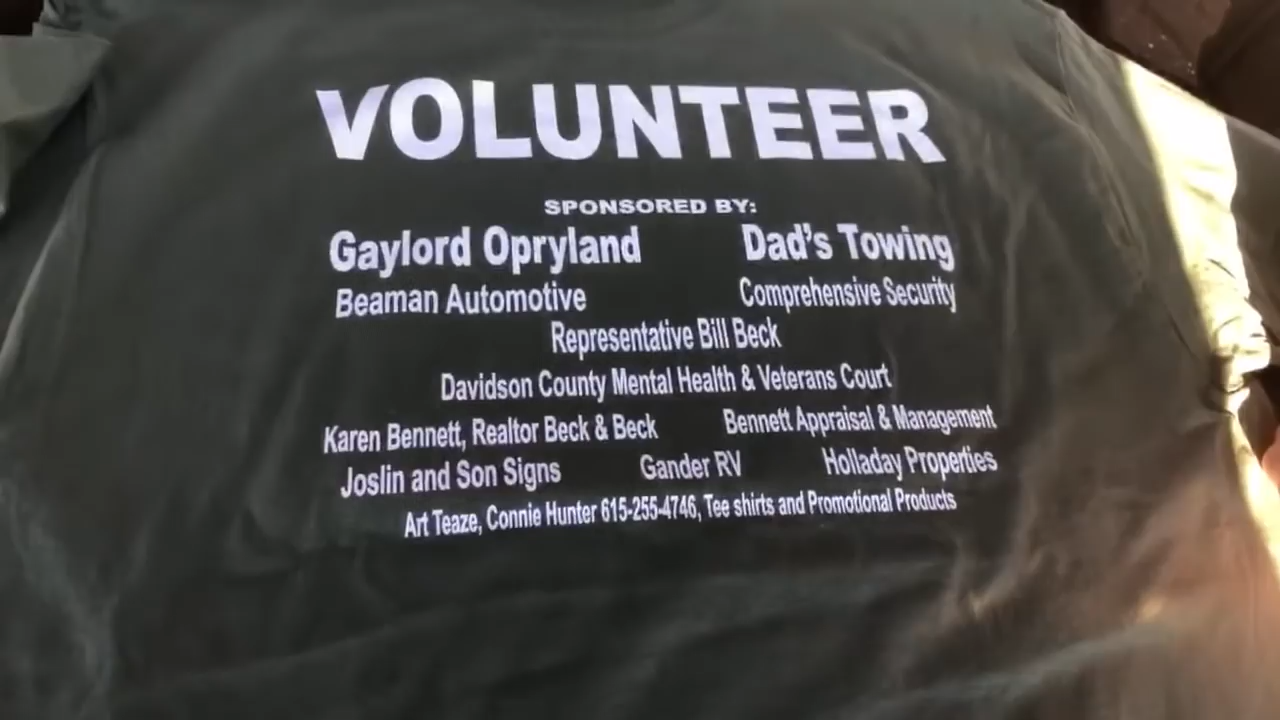 VOLUNTEER
SPONSORED BY:
Gaylord Opryland Dad's Towing
Beaman Automotive Comprehensive Security
Representative Bill Beck
Davidson County Mental Health & Veterans Court
Karen Bennett, Realtor Beck & Beck Bennett Appraisal & Management
Joslin and Son Signs Gander RV Holladay Properties
Art Teaze, Connie Hunter 615-255-4746, Tee shirts and Promotional Products